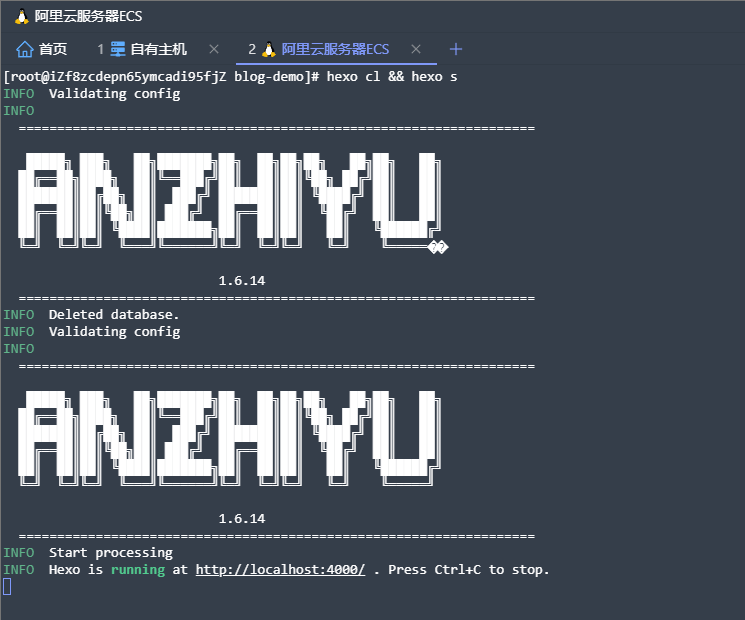 阿里云服务器ECS
首页 1 自有主机 2 阿里云服务器ECS
[root@iZf8zcdepn65ymcadi95fjZ blog-demo]# hexo cl && hexo s
INFO Validating config
INFO
===================================================================
ANZHIYU
1.6.14
===================================================================
INFO Deleted database.
INFO Validating config
INFO
===================================================================
ANZHIYU
1.6.14
===================================================================
INFO Start processing
INFO Hexo is running at http://localhost:4000/ . Press Ctrl+C to stop.